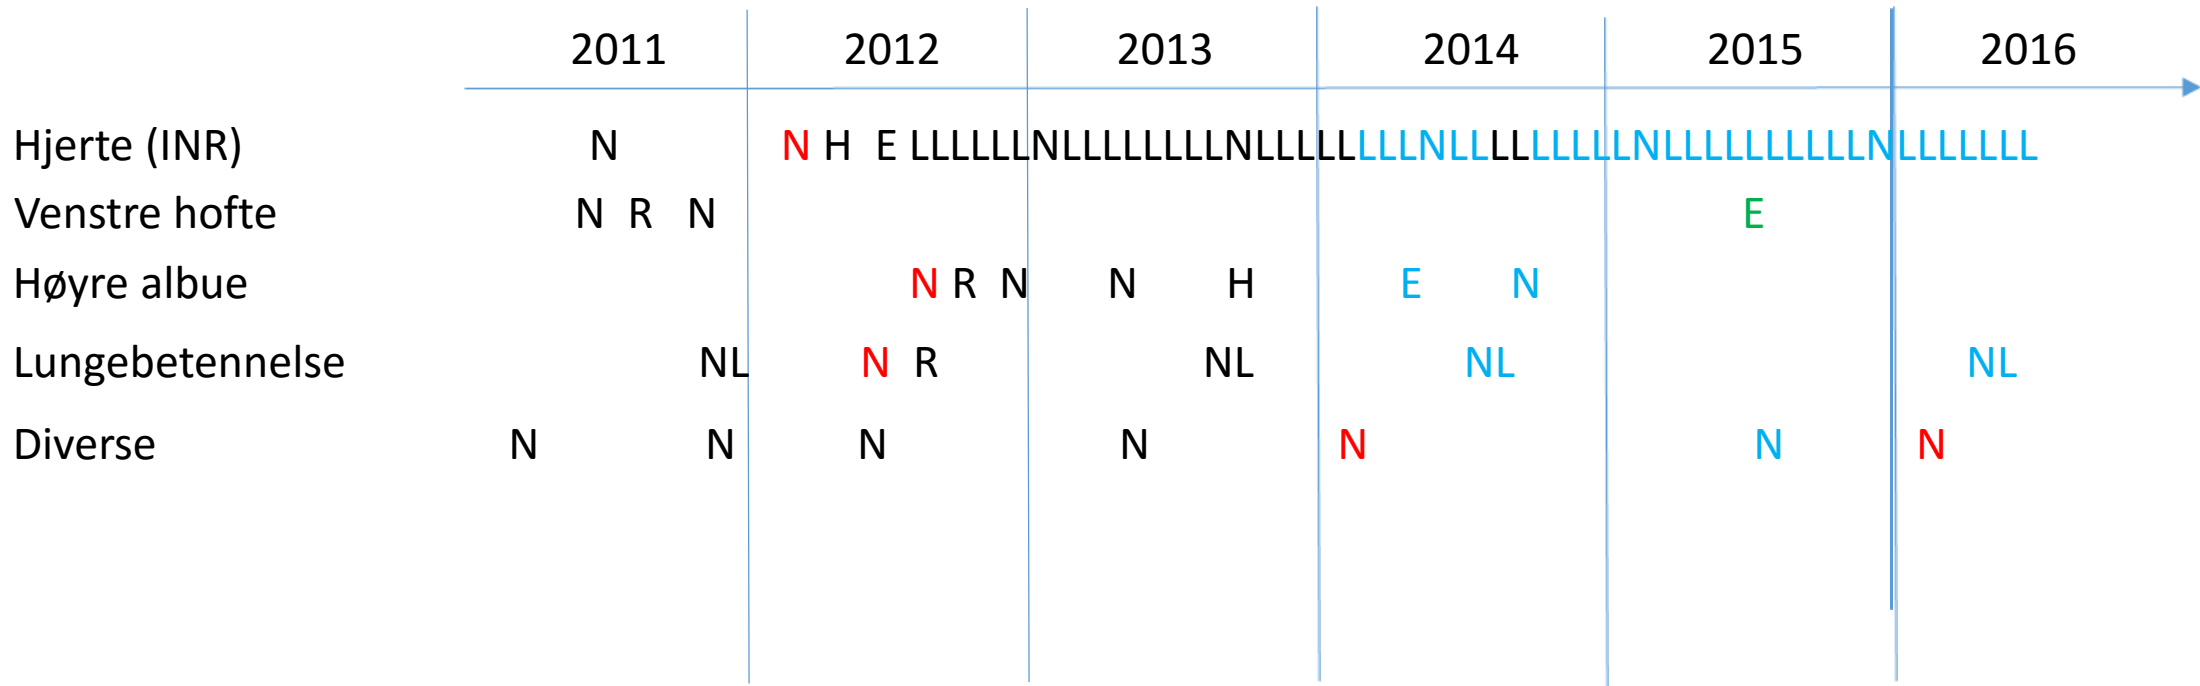 2011 2012 2013 2014 2015 2016
Hjerte (INR) N N H E LLLLLLNLLLLLLLLNLLLLLLLLNLLLLLLLLLNLLLLLLLLLLNLLLLLLL
Venstre hofte N R N E
Høyre albue N R N N H E N
Lungebetennelse NL N R NL NL NL
Diverse N N N N N N N